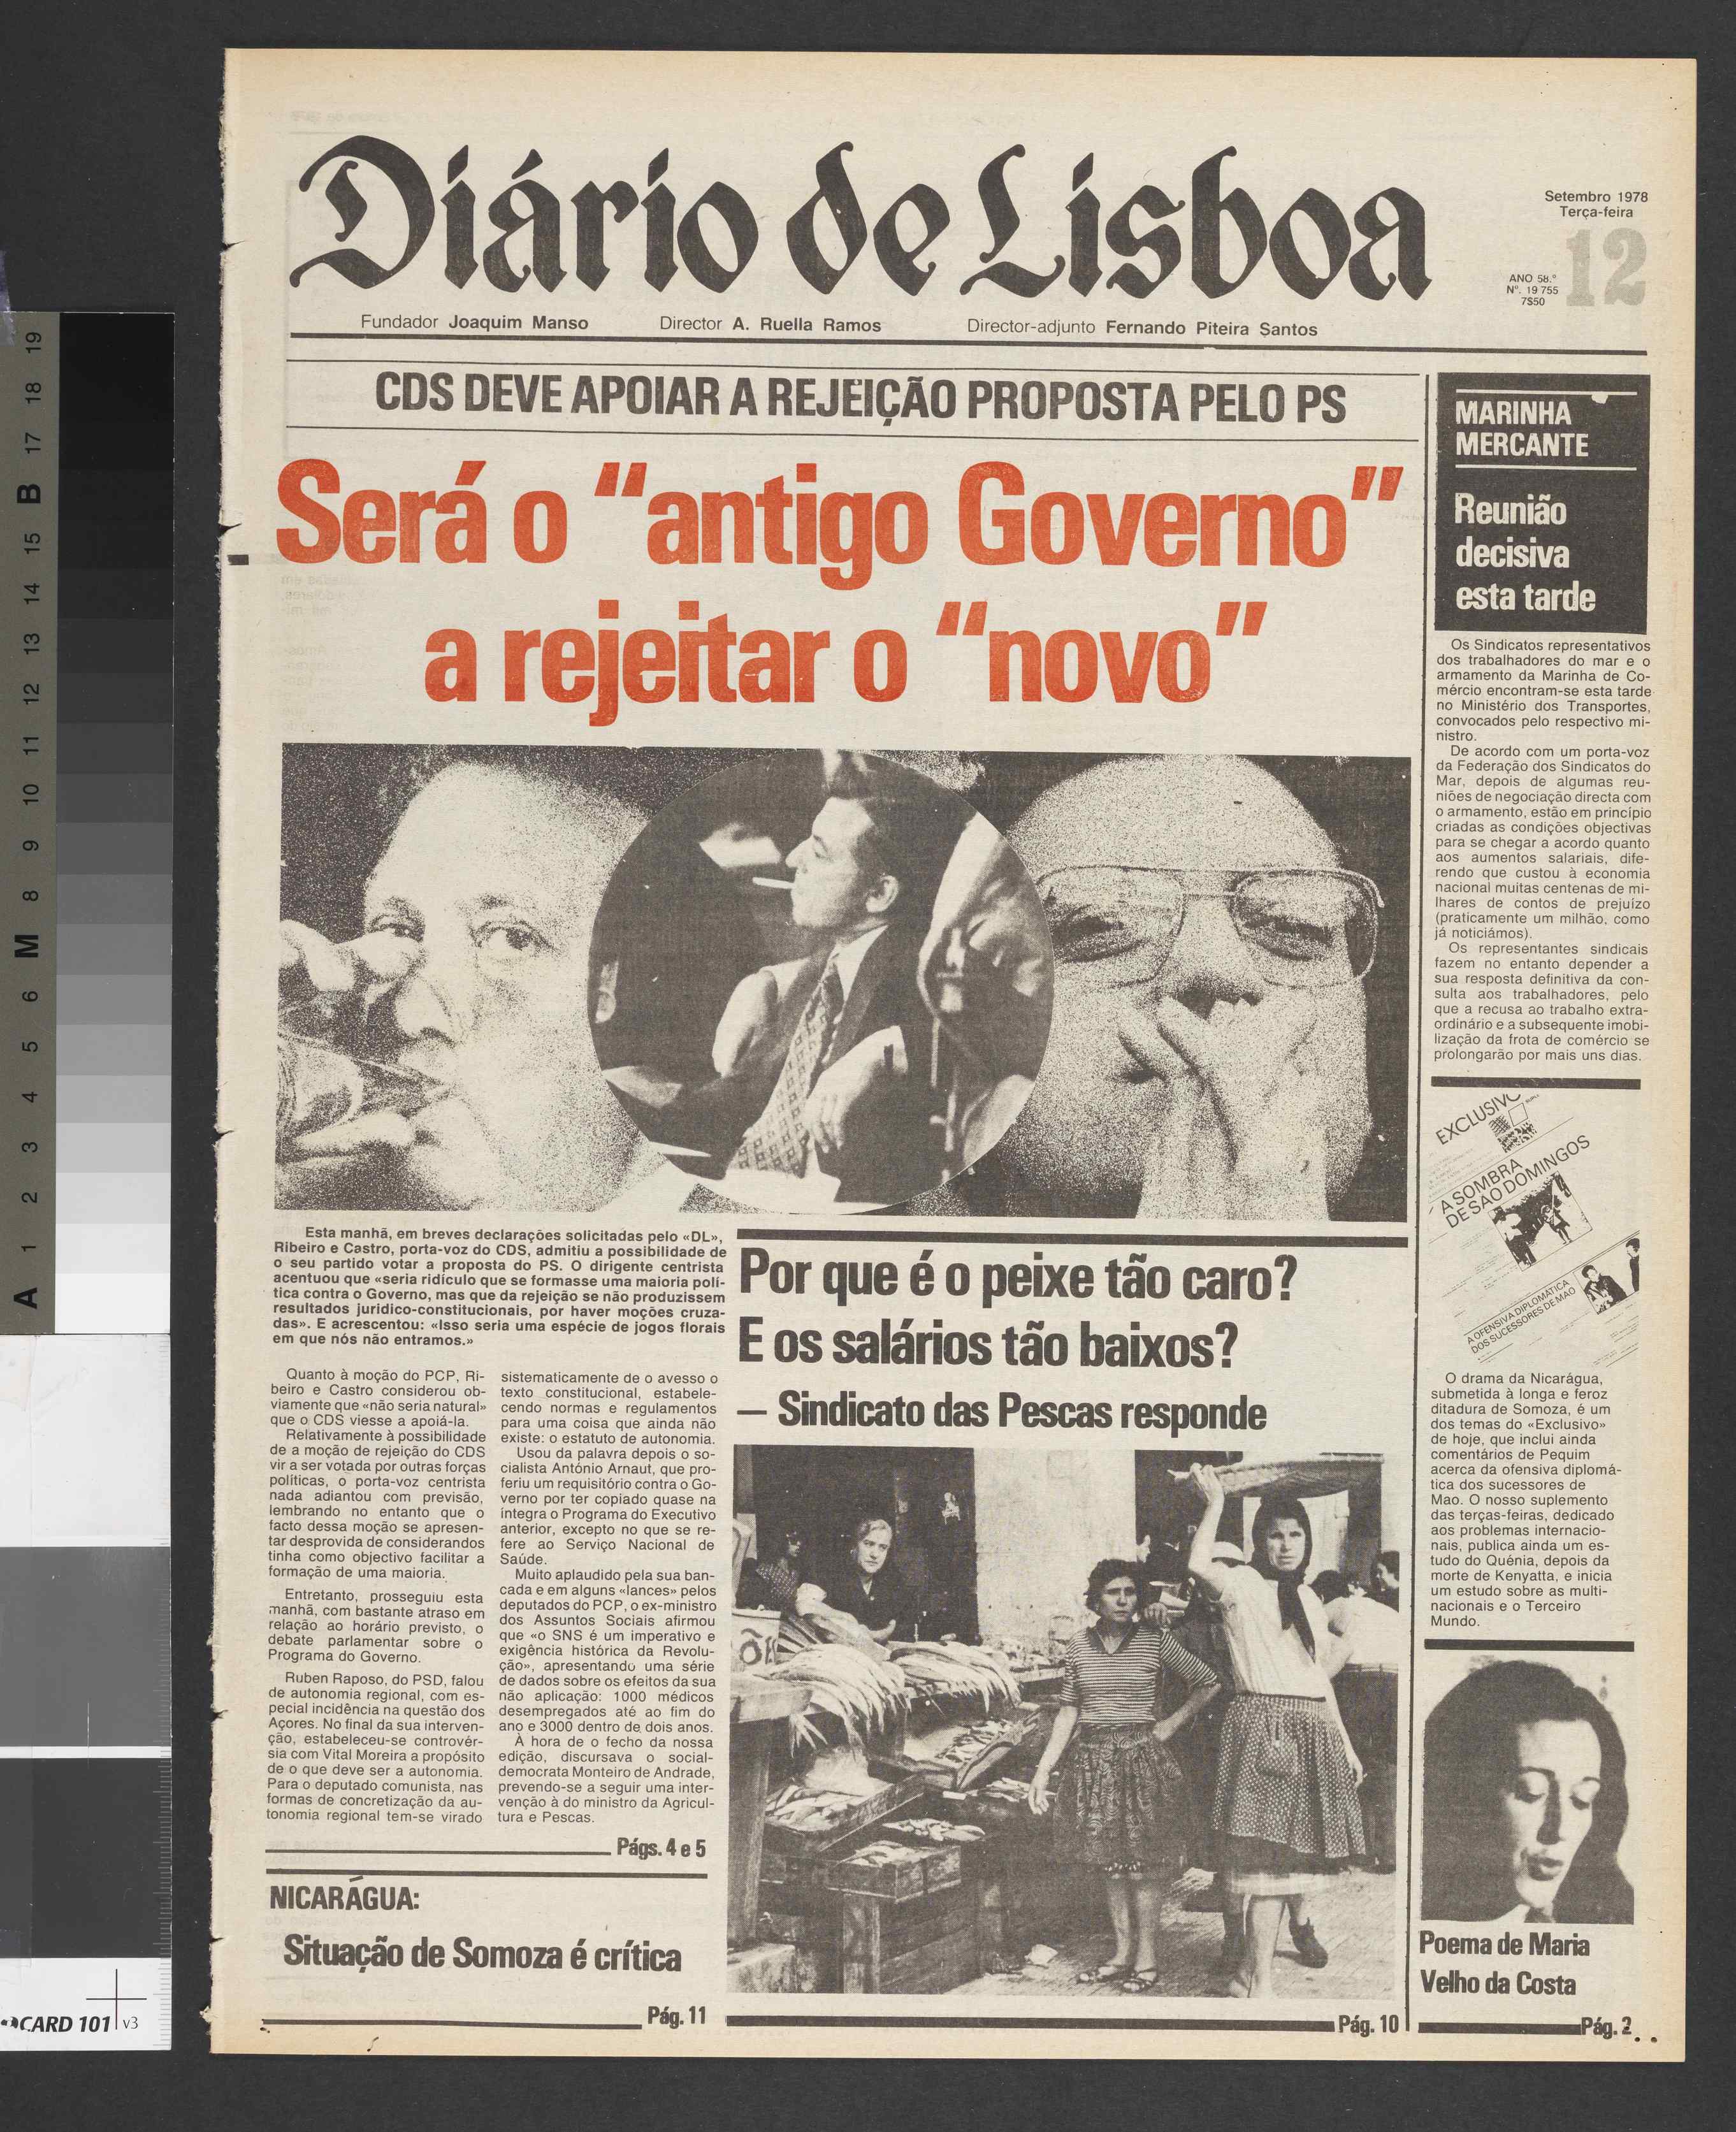 Diário de Lisboa
Setembro 1978
Terça-feira
12
ANO 58.º
Nº. 19 755
7$50
Fundador Joaquim Manso
Director A. Ruella Ramos
Director-adjunto Fernando Piteira Santos
CDS DEVE APOIAR A REJEIÇÃO PROPOSTA PELO PS
Será o "antigo Governo"
a rejeitar o "novo"
Esta manhã, em breves declarações solicitadas pelo «DL»,
Ribeiro e Castro, porta-voz do CDS, admitiu a possibilidade de
o seu partido votar a proposta do PS. O dirigente centrista
acentuou que «seria ridículo que se formasse uma maioria polí-
tica contra o Governo, mas que da rejeição se não produzissem
resultados jurídico-constitucionais, por haver moções cruza-
das». E acrescentou: «Isso seria uma espécie de jogos florais
em que nós não entramos.»
Quanto à moção do PCP, Ri-
beiro e Castro considerou ob-
viamente que «não seria natural»
que o CDS viesse a apoiá-la.
Relativamente à possibilidade
de a moção de rejeição do CDS
vir a ser votada por outras forças
políticas, o porta-voz centrista
nada adiantou com previsão,
lembrando no entanto que o
facto dessa moção se apresen-
tar desprovida de considerandos
tinha como objectivo facilitar a
formação de uma maioria.
Entretanto, prosseguiu esta
manhã, com bastante atraso em
relação ao horário previsto, o
debate parlamentar sobre o
Programa do Governo.
Ruben Raposo, do PSD, falou
de autonomia regional, com es-
pecial incidência na questão dos
Açores. No final da sua interven-
ção, estabeleceu-se controvér-
sia com Vital Moreira a propósito
de o que deve ser a autonomia.
Para o deputado comunista, nas
formas de concretização da au-
tonomia regional tem-se virado
sistematicamente de o avesso o
texto constitucional, estabele-
cendo normas e regulamentos
para uma coisa que ainda não
existe: o estatuto de autonomia.
Usou da palavra depois o so-
cialista António Arnaut, que pro-
feriu um requisitório contra o Go-
verno por ter copiado quase na
íntegra o Programa do Executivo
anterior, excepto no que se re-
fere ao Serviço Nacional de
Saúde.
Muito aplaudido pela sua ban-
cada e em alguns «lances» pelos
deputados do PCP, o ex-ministro
dos Assuntos Sociais afirmou
que «o SNS é um imperativo e
exigência histórica da Revolu-
ção», apresentando uma série
de dados sobre os efeitos da sua
não aplicação: 1000 médicos
desempregados até ao fim do
ano e 3000 dentro de dois anos.
À hora de o fecho da nossa
edição, discursava o social-
democrata Monteiro de Andrade,
prevendo-se a seguir uma inter-
venção à do ministro da Agricul-
tura e Pescas.
Págs. 4 e 5
NICARÁGUA:
Situação de Somoza é crítica
Pág. 11
Por que é o peixe tão caro?
E os salários tão baixos?
— Sindicato das Pescas responde
Pág. 10
MARINHA
MERCANTE
Reunião
decisiva
esta tarde
Os Sindicatos representativos
dos trabalhadores do mar e o
armamento da Marinha de Co-
mércio encontram-se esta tarde
no Ministério dos Transportes,
convocados pelo respectivo mi-
nistro.
De acordo com um porta-voz
da Federação dos Sindicatos do
Mar, depois de algumas reu-
niões de negociação directa com
o armamento, estão em princípio
criadas as condições objectivas
para se chegar a acordo quanto
aos aumentos salariais, dife-
rendo que custou à economia
nacional muitas centenas de mi-
lhares de contos de prejuízo
(praticamente um milhão, como
já noticiámos).
Os representantes sindicais
fazem no entanto depender a
sua resposta definitiva da con-
sulta aos trabalhadores, pelo
que a recusa ao trabalho extra-
ordinário e a subsequente imobi-
lização da frota de comércio se
prolongarão por mais uns dias.
EXCLUSIVO
A SOMBRA
DE SÃO DOMINGOS
A OFENSIVA DIPLOMÁTICA
DOS SUCESSORES DE MAO
O drama da Nicarágua,
submetida à longa e feroz
ditadura de Somoza, é um
dos temas do «Exclusivo»
de hoje, que inclui ainda
comentários de Pequim
acerca da ofensiva diplomá-
tica dos sucessores de
Mao. O nosso suplemento
das terças-feiras, dedicado
aos problemas internacio-
nais, publica ainda um es-
tudo do Quénia, depois da
morte de Kenyatta, e inicia
um estudo sobre as multi-
nacionais e o Terceiro
Mundo.
Poema de Maria
Velho da Costa
Pág. 2
A 1 2 3 4 5 6 M 8 9 10 11 12 13 14 15 B 17 18 19
CARD 101 v3